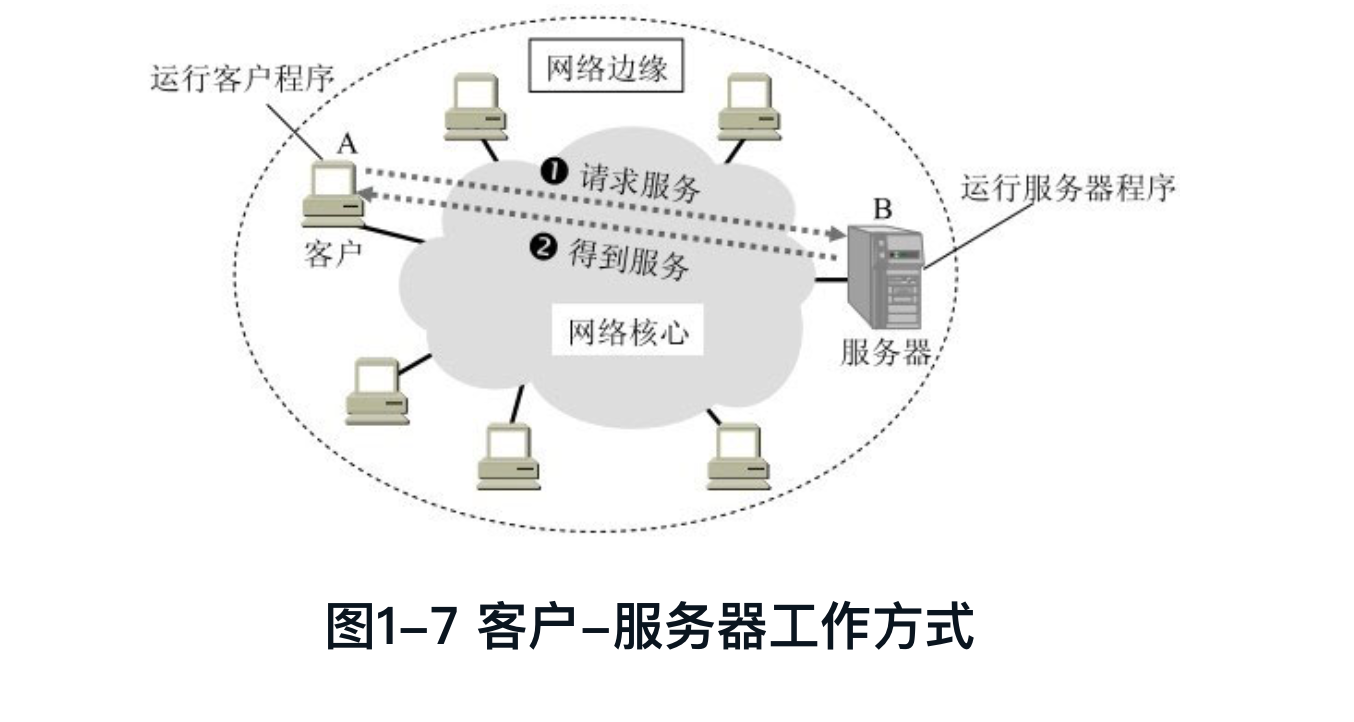 网络边缘
运行客户程序
A
❶ 请求服务
运行服务器程序
B
客户
❷ 得到服务
网络核心
服务器
图1-7 客户-服务器工作方式